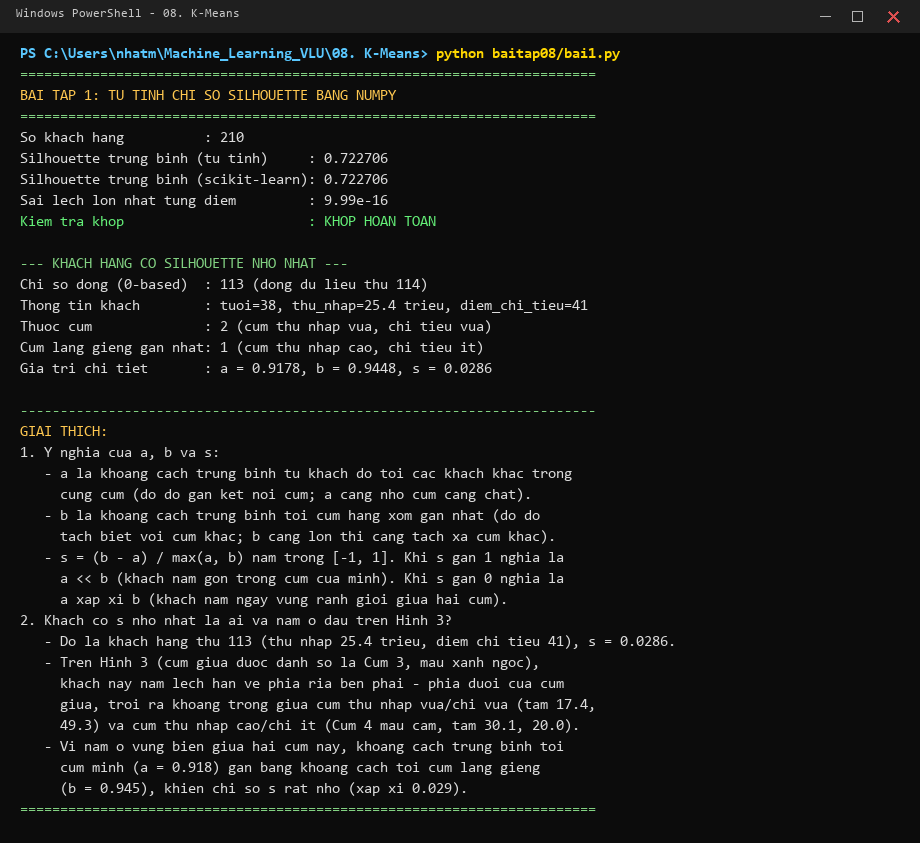 Windows PowerShell - 08. K-Means
PS C:\Users\nhatm\Machine_Learning_VLU\08. K-Means> python baitap08/bai1.py
========================================================================
BAI TAP 1: TU TINH CHI SO SILHOUETTE BANG NUMPY
========================================================================
So khach hang          : 210
Silhouette trung binh (tu tinh)     : 0.722706
Silhouette trung binh (scikit-learn): 0.722706
Sai lech lon nhat tung diem         : 9.99e-16
Kiem tra khop                       : KHOP HOAN TOAN
--- KHACH HANG CO SILHOUETTE NHO NHAT ---
Chi so dong (0-based)  : 113 (dong du lieu thu 114)
Thong tin khach        : tuoi=38, thu_nhap=25.4 trieu, diem_chi_tieu=41
Thuoc cum              : 2 (cum thu nhap vua, chi tieu vua)
Cum lang gieng gan nhat: 1 (cum thu nhap cao, chi tieu it)
Gia tri chi tiet       : a = 0.9178, b = 0.9448, s = 0.0286
------------------------------------------------------------------------
GIAI THICH:
1. Y nghia cua a, b va s:
   - a la khoang cach trung binh tu khach do toi cac khach khac trong
     cung cum (do do gan ket noi cum; a cang nho cum cang chat).
   - b la khoang cach trung binh toi cum hang xom gan nhat (do do
     tach biet voi cum khac; b cang lon thi cang tach xa cum khac).
   - s = (b - a) / max(a, b) nam trong [-1, 1]. Khi s gan 1 nghia la
     a << b (khach nam gon trong cum cua minh). Khi s gan 0 nghia la
     a xap xi b (khach nam ngay vung ranh gioi giua hai cum).
2. Khach co s nho nhat la ai va nam o dau tren Hinh 3?
   - Do la khach hang thu 113 (thu nhap 25.4 trieu, diem chi tieu 41), s = 0.0286.
   - Tren Hinh 3 (cum giua duoc danh so la Cum 3, mau xanh ngoc),
     khach nay nam lech han ve phia ria ben phai - phia duoi cua cum
     giua, troi ra khoang trong giua cum thu nhap vua/chi vua (tam 17.4,
     49.3) va cum thu nhap cao/chi it (Cum 4 mau cam, tam 30.1, 20.0).
   - Vi nam o vung bien giua hai cum nay, khoang cach trung binh toi
     cum minh (a = 0.918) gan bang khoang cach toi cum lang gieng
     (b = 0.945), khien chi so s rat nho (xap xi 0.029).
========================================================================